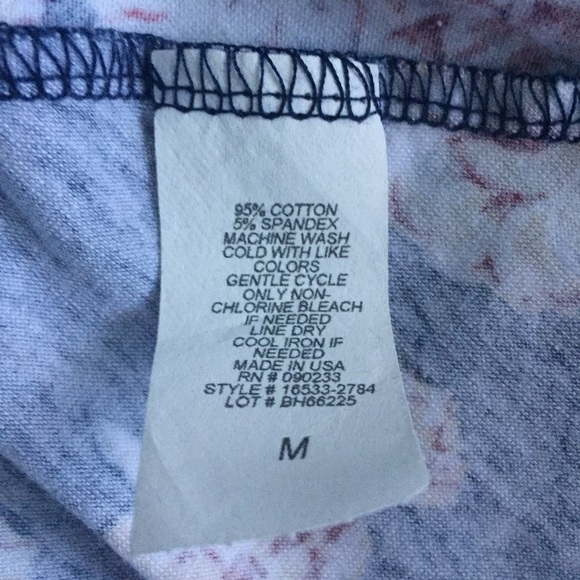 95% COTTON
5% SPANDEX
MACHINE WASH
COLD WITH LIKE
COLORS
GENTLE CYCLE
ONLY NON-
CHLORINE BLEACH
IF NEEDED
LINE DRY
COOL IRON IF
NEEDED
MADE IN USA
RN # 090233
STYLE # 16533-2784
LOT # BH66225
M